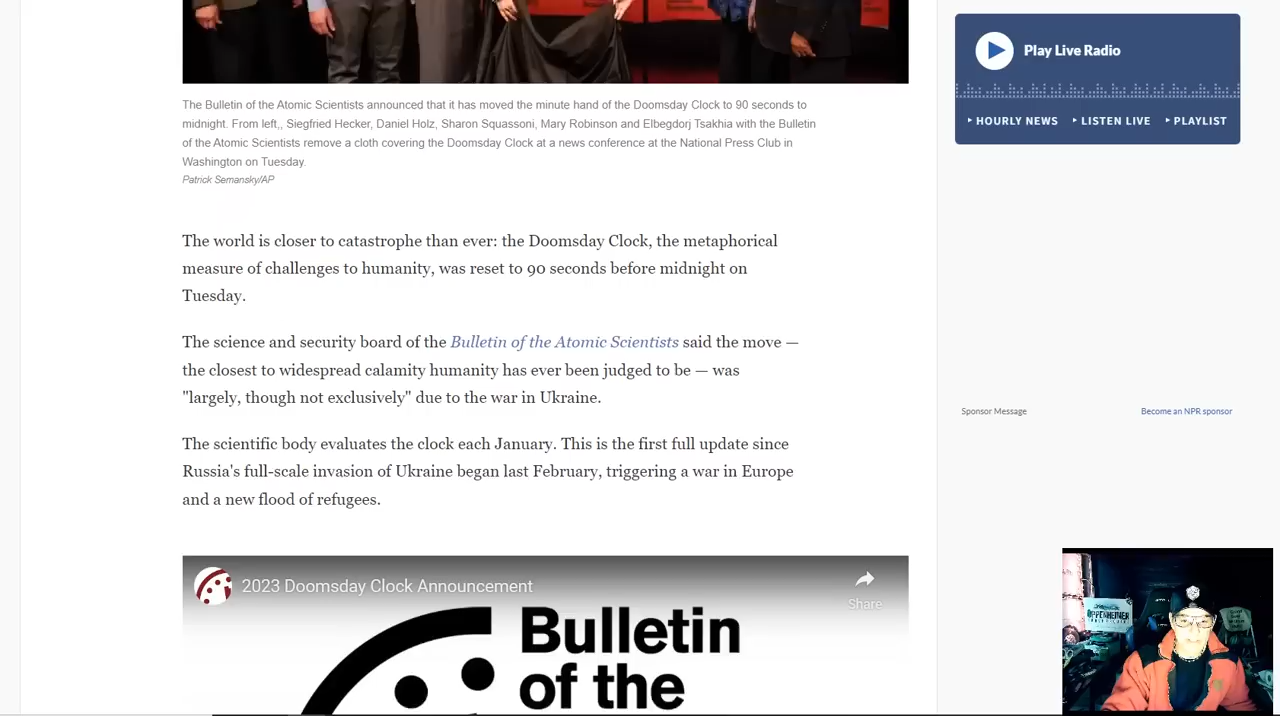 The Bulletin of the Atomic Scientists announced that it has moved the minute hand of the Doomsday Clock to 90 seconds to
midnight. From left,, Siegfried Hecker, Daniel Holz, Sharon Squassoni, Mary Robinson and Elbegdorj Tsakhia with the Bulletin
of the Atomic Scientists remove a cloth covering the Doomsday Clock at a news conference at the National Press Club in
Washington on Tuesday.
Patrick Semansky/AP
The world is closer to catastrophe than ever: the Doomsday Clock, the metaphorical
measure of challenges to humanity, was reset to 90 seconds before midnight on
Tuesday.
The science and security board of the Bulletin of the Atomic Scientists said the move —
the closest to widespread calamity humanity has ever been judged to be — was
"largely, though not exclusively" due to the war in Ukraine.
The scientific body evaluates the clock each January. This is the first full update since
Russia's full-scale invasion of Ukraine began last February, triggering a war in Europe
and a new flood of refugees.
2023 Doomsday Clock Announcement
Share
Bulletin
of the
Play Live Radio
HOURLY NEWS
LISTEN LIVE
PLAYLIST
Sponsor Message
Become an NPR sponsor
OPPENHEIMER